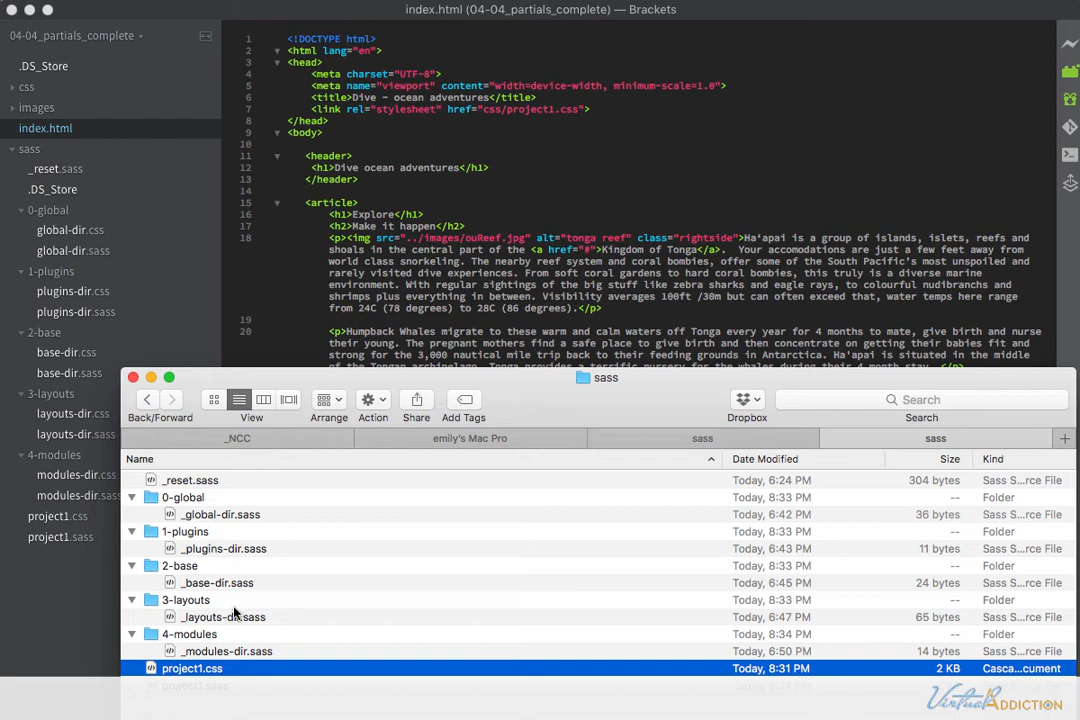 index.html (04-04_partials_complete) — Brackets
04-04_partials_complete
.DS_Store
css
images
index.html
sass
_reset.sass
.DS_Store
0-global
global-dir.css
global-dir.sass
1-plugins
plugins-dir.css
plugins-dir.sass
2-base
base-dir.css
base-dir.sass
3-layouts
layouts-dir.css
layouts-dir.sass
4-modules
modules-dir.css
modules-dir.sass
project1.css
project1.sass
1 <!DOCTYPE html>
2 <html lang="en">
3 <head>
4 <meta charset="UTF-8">
5 <meta name="viewport" content="width=device-width, minimum-scale=1.0">
6 <title>Dive - ocean adventures</title>
7 <link rel="stylesheet" href="css/project1.css">
8 </head>
9 <body>
10
11 <header>
12 <h1>Dive ocean adventures</h1>
13 </header>
14
15 <article>
16 <h1>Explore</h1>
17 <h2>Make it happen</h2>
18 <p><img src="../images/ouReef.jpg" alt="tonga reef" class="rightside">Ha'apai is a group of islands, islets, reefs and
shoals in the central part of the <a href="#">Kingdom of Tonga</a>. Your accomodations are just a few feet away from
world class snorkeling. The nearby reef system and coral bombies, offer some of the South Pacific's most unspoiled and
rarely visited dive experiences. From soft coral gardens to hard coral bombies, this truly is a diverse marine
environment. With regular sightings of the big stuff like zebra sharks and eagle rays, to colourful nudibranchs and
shrimps plus everything in between. Visibility averages 100ft /30m but can often exceed that, water temps here range
from 24C (78 degrees) to 28C (86 degrees).</p>
19
20 <p>Humpback Whales migrate to these warm and calm waters off Tonga every year for 4 months to mate, give birth and nurse
their young. The pregnant mothers find a safe place to give birth and then concentrate on getting their babies fit and
strong for the 3,000 nautical mile trip back to their feeding grounds in Antarctica. Ha'apai is situated in the middle
sass
Back/Forward View Arrange Action Share Add Tags Dropbox Search
Search
_NCC emily's Mac Pro sass sass
Name Date Modified Size Kind
_reset.sass Today, 6:24 PM 304 bytes Sass S...rce File
0-global Today, 8:33 PM -- Folder
_global-dir.sass Today, 6:42 PM 36 bytes Sass S...rce File
1-plugins Today, 8:33 PM -- Folder
_plugins-dir.sass Today, 6:43 PM 11 bytes Sass S...rce File
2-base Today, 8:33 PM -- Folder
_base-dir.sass Today, 6:45 PM 24 bytes Sass S...rce File
3-layouts Today, 8:33 PM -- Folder
_layouts-dir.sass Today, 6:47 PM 65 bytes Sass S...rce File
4-modules Today, 8:34 PM -- Folder
_modules-dir.sass Today, 6:50 PM 14 bytes Sass S...rce File
project1.css Today, 8:31 PM 2 KB Casca...cument
project1.sass
Virtual Addiction